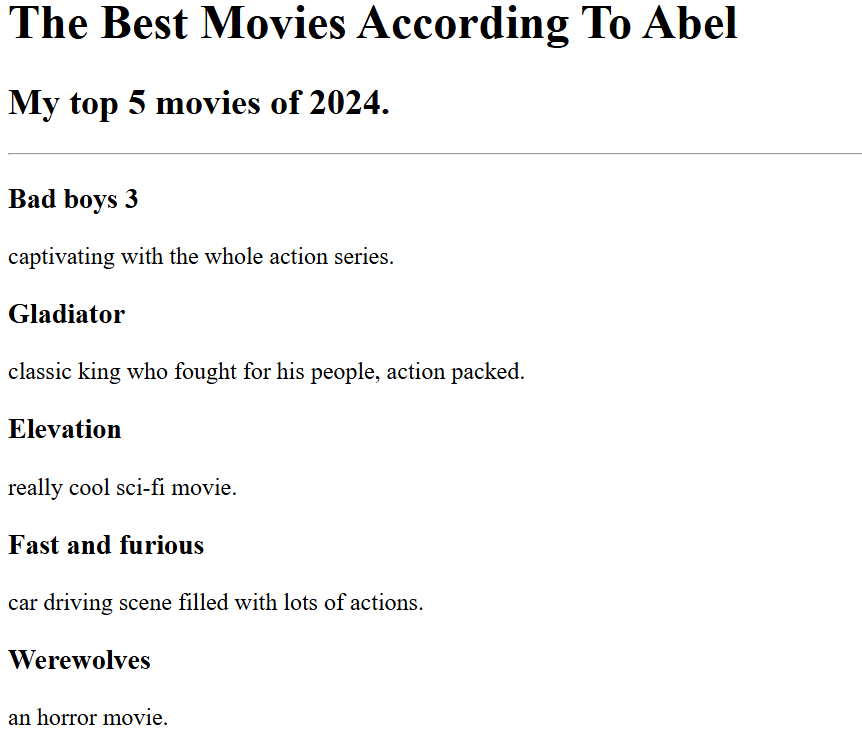 The Best Movies According To Abel
My top 5 movies of 2024.
Bad boys 3
captivating with the whole action series.
Gladiator
classic king who fought for his people, action packed.
Elevation
really cool sci-fi movie.
Fast and furious
car driving scene filled with lots of actions.
Werewolves
an horror movie.